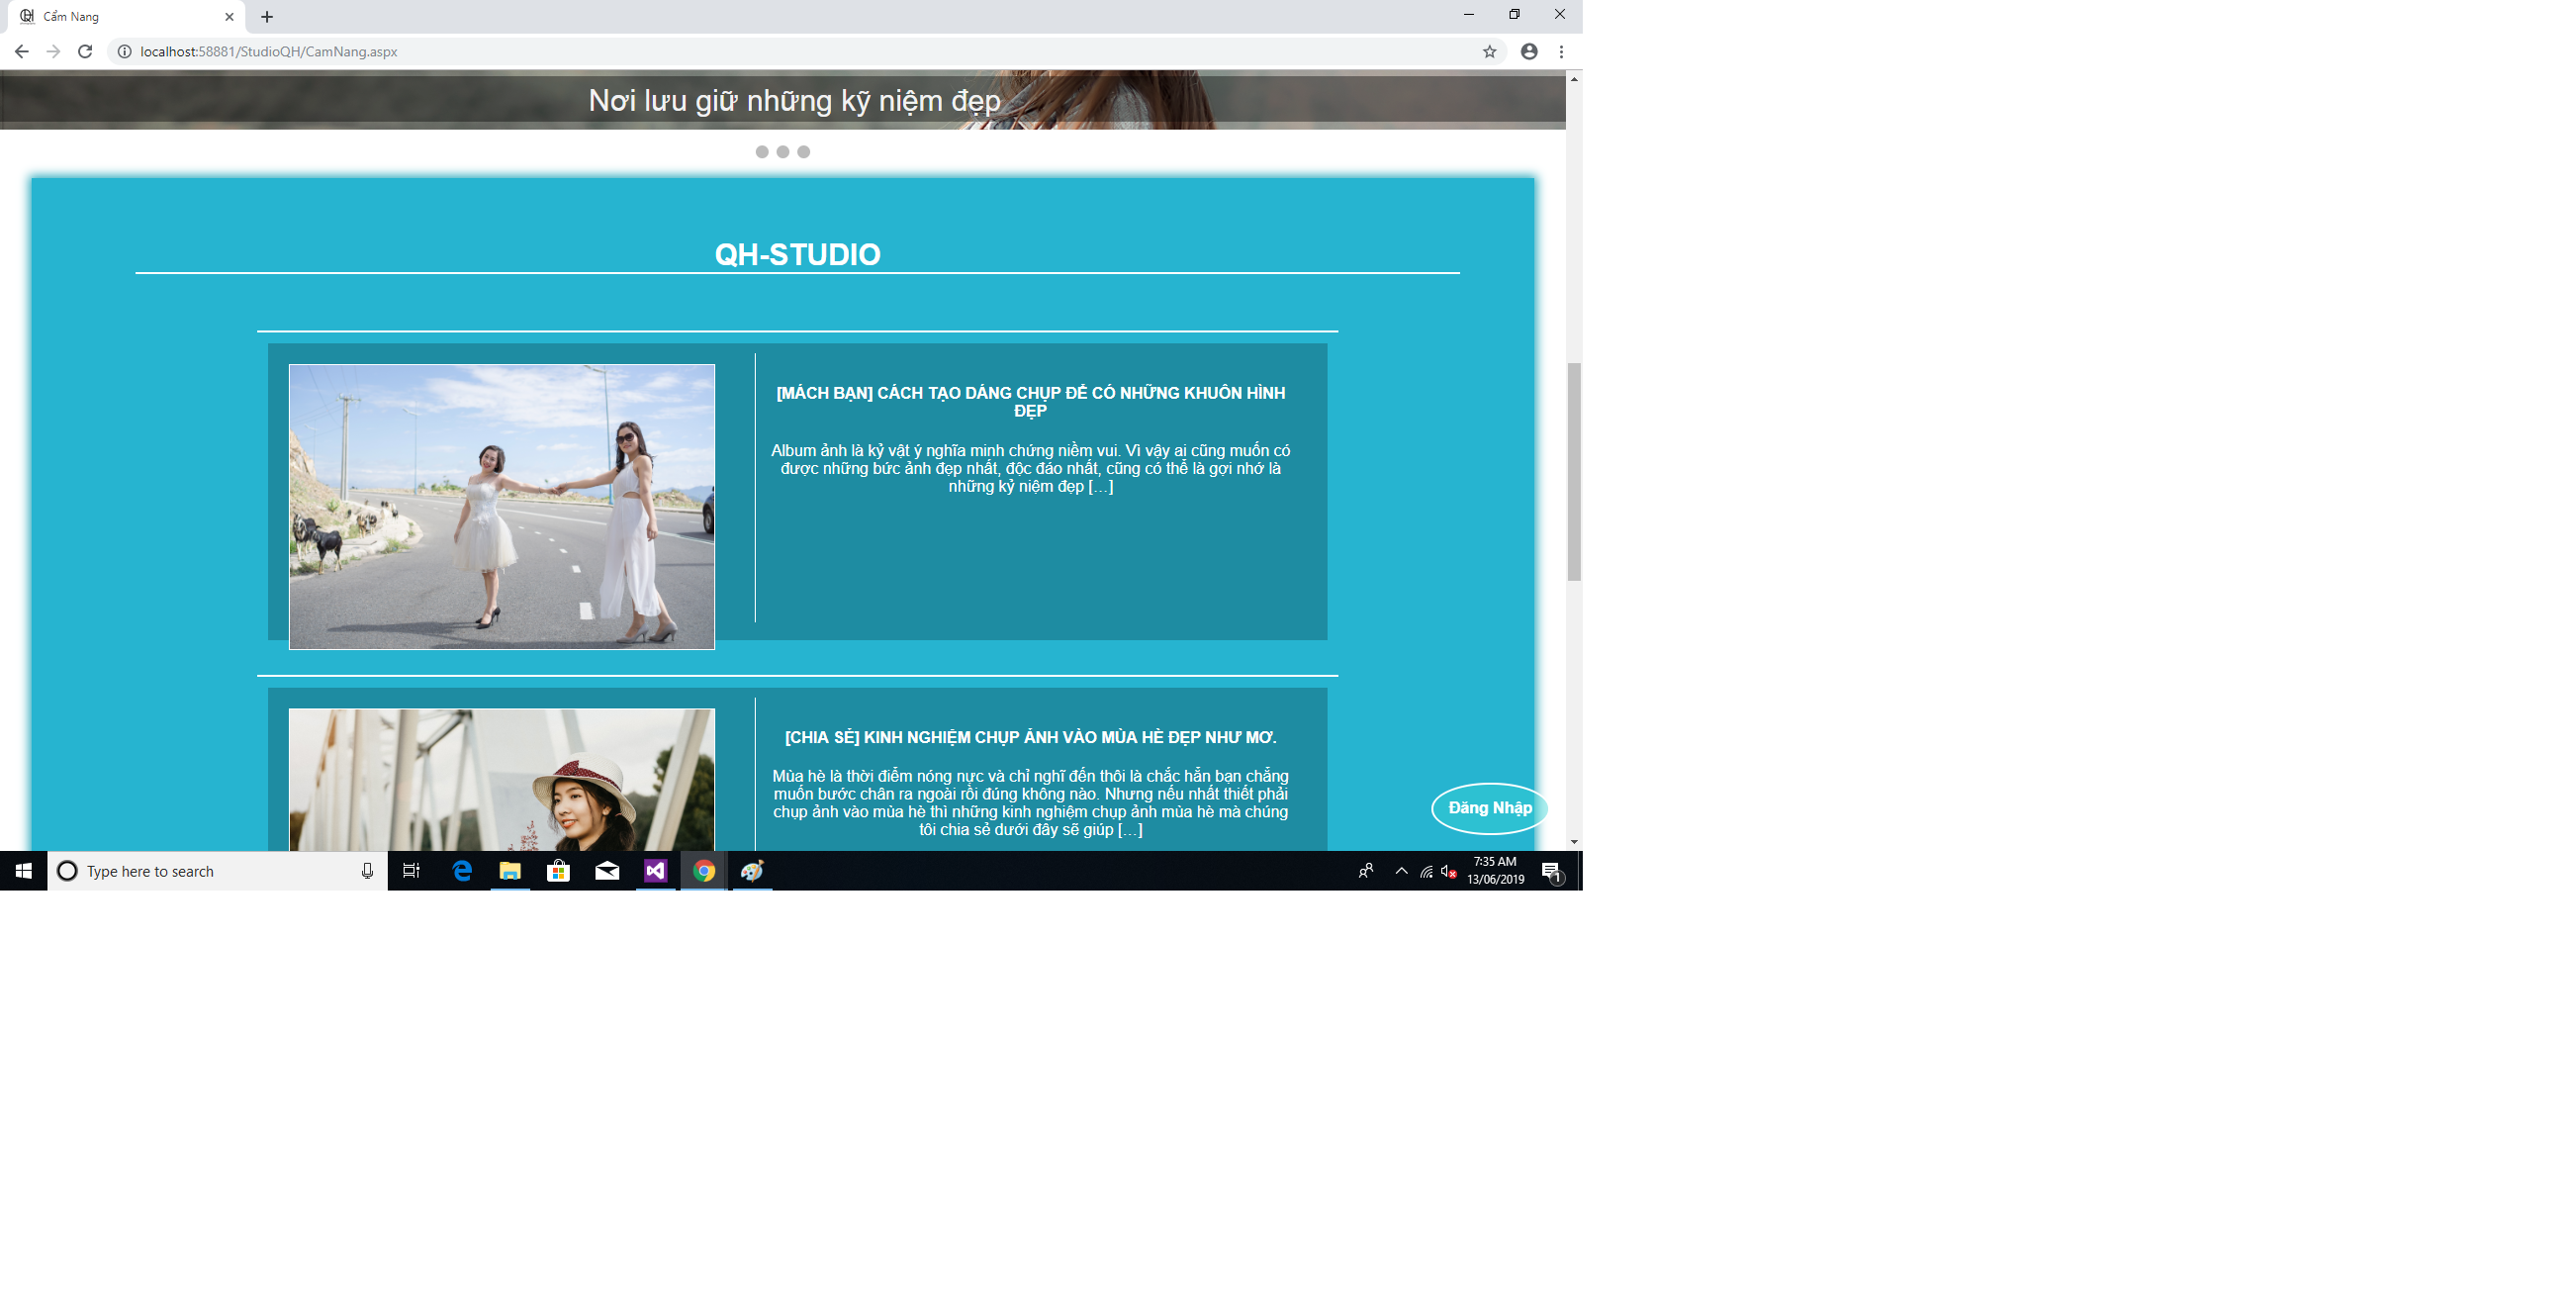 Cẩm Nang
localhost:58881/StudioQH/CamNang.aspx
Nơi lưu giữ những kỹ niệm đẹp
QH-STUDIO
[MÁCH BẠN] CÁCH TẠO DÁNG CHỤP ĐỂ CÓ NHỮNG KHUÔN HÌNH
ĐẸP
Album ảnh là kỷ vật ý nghĩa minh chứng niềm vui. Vì vậy ai cũng muốn có
được những bức ảnh đẹp nhất, độc đáo nhất, cũng có thể là gợi nhớ là
những kỷ niệm đẹp […]
[CHIA SẺ] KINH NGHIỆM CHỤP ẢNH VÀO MÙA HÈ ĐẸP NHƯ MƠ.
Mùa hè là thời điểm nóng nực và chỉ nghĩ đến thôi là chắc hẳn bạn chẳng
muốn bước chân ra ngoài rồi đúng không nào. Nhưng nếu nhất thiết phải
chụp ảnh vào mùa hè thì những kinh nghiệm chụp ảnh mùa hè mà chúng
tôi chia sẻ dưới đây sẽ giúp […]
Đăng Nhập
Type here to search
7:35 AM
13/06/2019
1